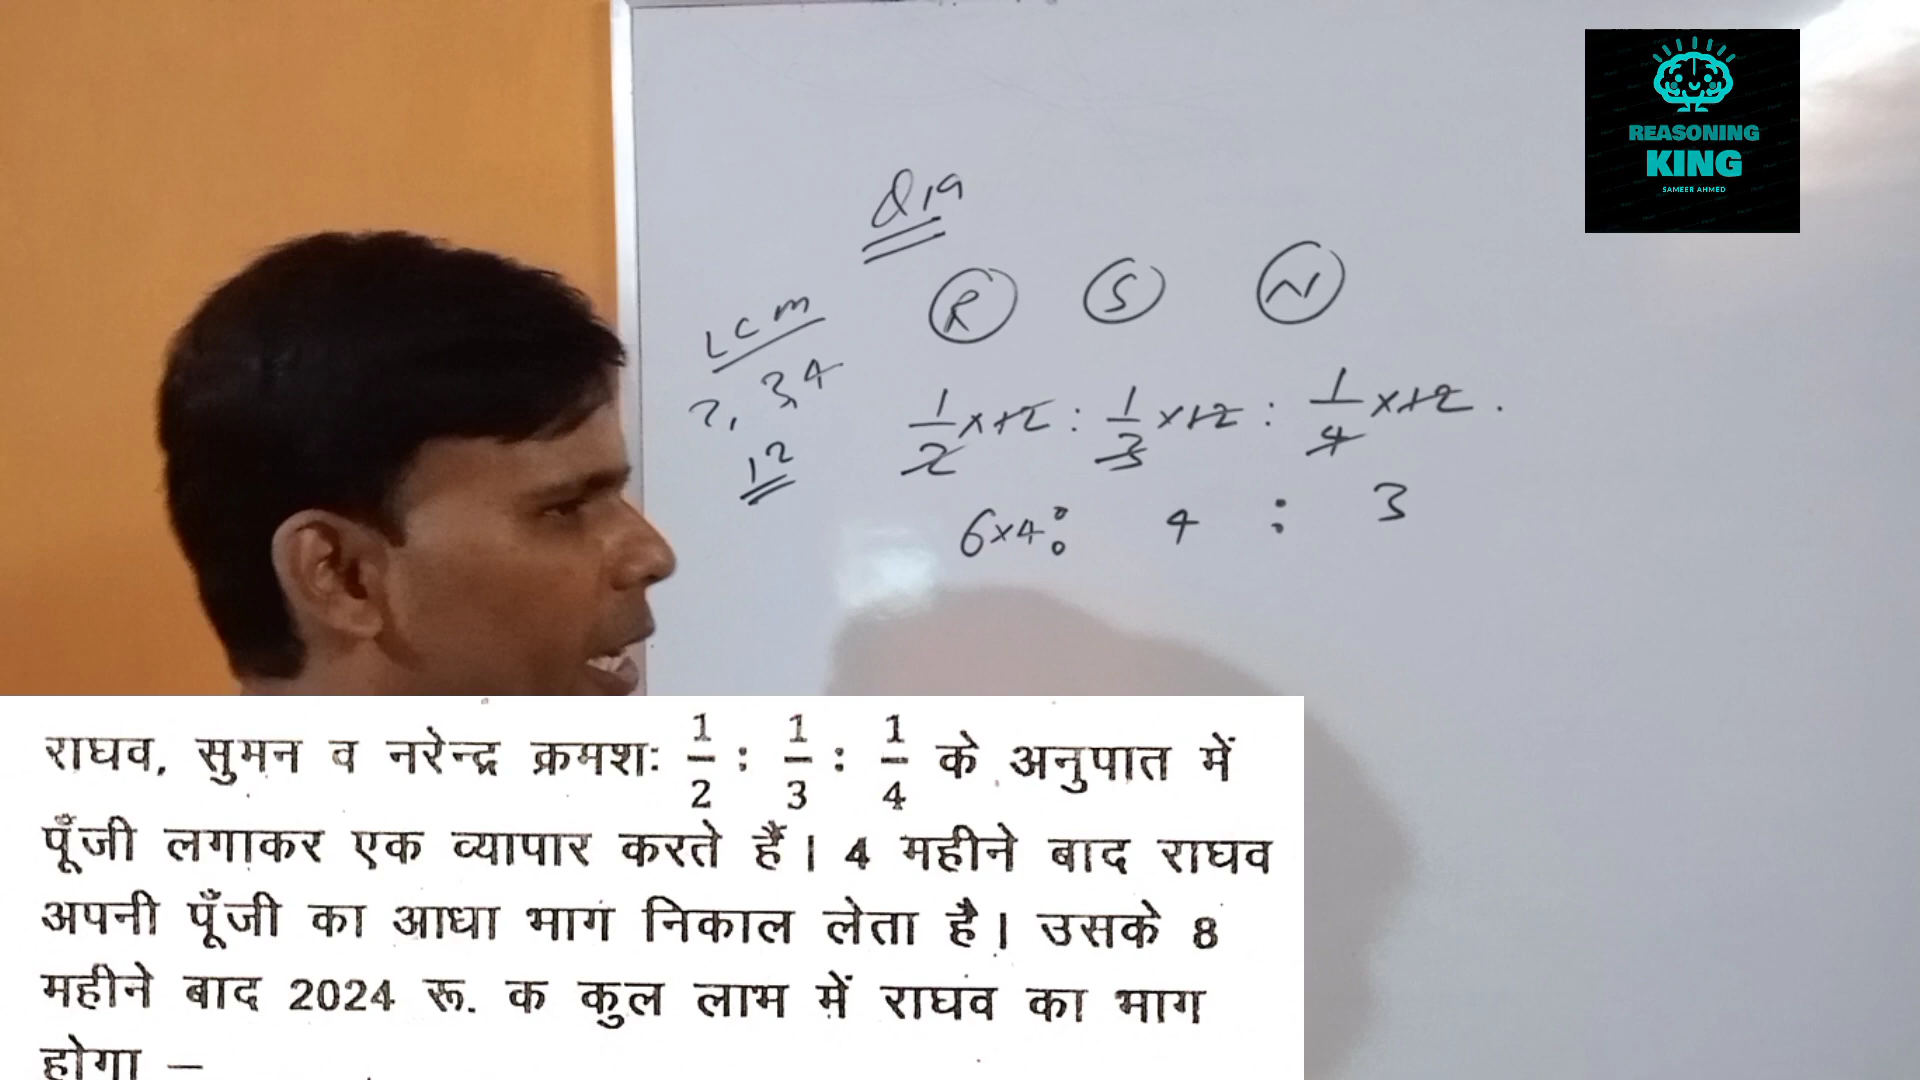 REASONING
KING
SAMEER AHMED
Q19
R S N
LCM
2, 3, 4
12
1/2 x 12 : 1/3 x 12 : 1/4 x 12 .
6x4 : 4 : 3
राघव, सुमन व नरेन्द्र क्रमशः 1/2 : 1/3 : 1/4 के अनुपात में
पूँजी लगाकर एक व्यापार करते हैं। 4 महीने बाद राघव
अपनी पूँजी का आधा भाग निकाल लेता है। उसके 8
महीने बाद 2024 रू. क कुल लाभ में राघव का भाग
होगा —